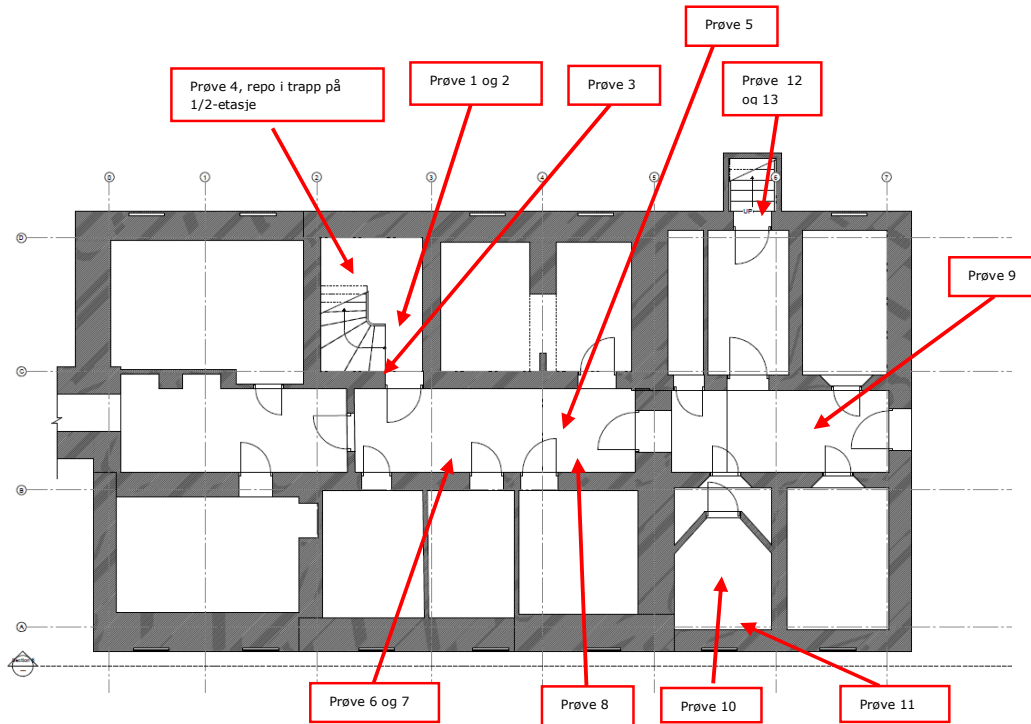 Prøve 5
Prøve 4, repo i trapp på
1/2-etasje
Prøve 1 og 2
Prøve 3
Prøve 12
og 13
0
1
2
3
4
5
6
7
UP
D
Prøve 9
C
B
A
Prøve 6 og 7
Prøve 8
Prøve 10
Prøve 11